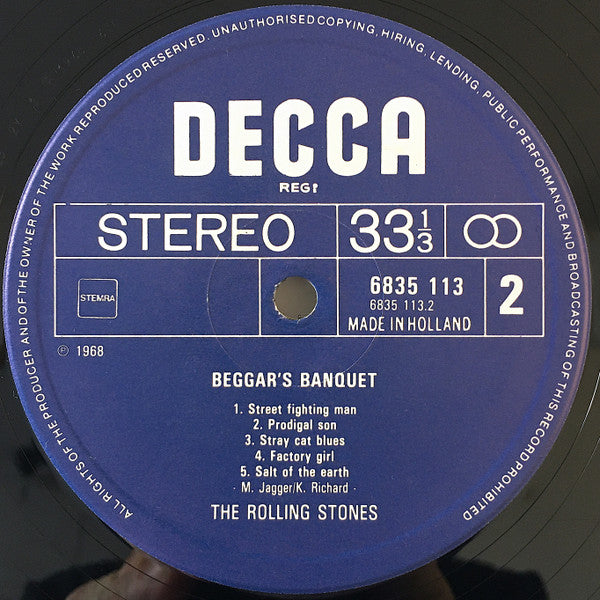 ALL RIGHTS OF THE PRODUCER AND OF THE OWNER OF THE WORK REPRODUCED RESERVED. UNAUTHORISED COPYING, HIRING, LENDING, PUBLIC PERFORMANCE AND BROADCASTING OF THIS RECORD PROHIBITED
DECCA
REGD
STEREO
33 1/3
STEMRA
6835 113
6835 113.2
MADE IN HOLLAND
2
℗ 1968
BEGGAR'S BANQUET
1. Street fighting man
2. Prodigal son
3. Stray cat blues
4. Factory girl
5. Salt of the earth
- M. Jagger/K. Richard -
THE ROLLING STONES